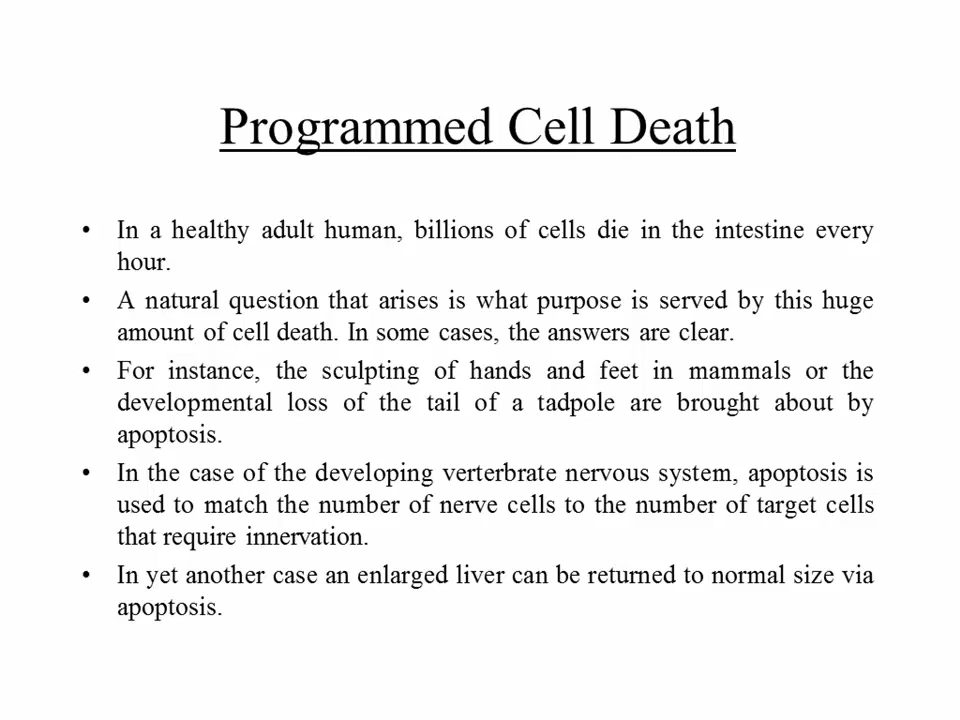 Programmed Cell Death
• In a healthy adult human, billions of cells die in the intestine every
hour.
• A natural question that arises is what purpose is served by this huge
amount of cell death. In some cases, the answers are clear.
• For instance, the sculpting of hands and feet in mammals or the
developmental loss of the tail of a tadpole are brought about by
apoptosis.
• In the case of the developing verterbrate nervous system, apoptosis is
used to match the number of nerve cells to the number of target cells
that require innervation.
• In yet another case an enlarged liver can be returned to normal size via
apoptosis.